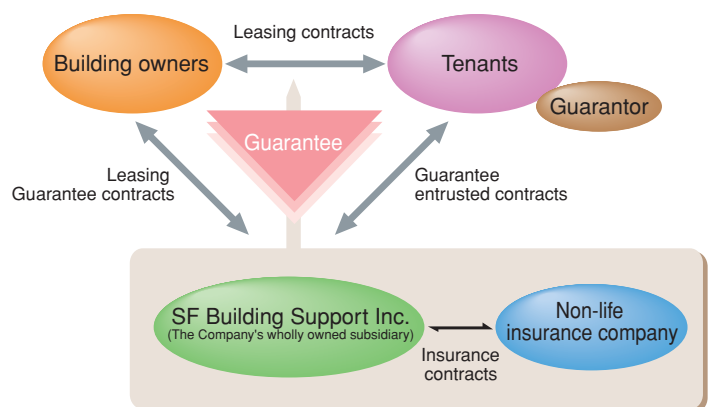 Leasing contracts
Building owners
Tenants
Guarantor
Guarantee
Leasing
Guarantee contracts
Guarantee
entrusted contracts
SF Building Support Inc.
(The Company's wholly owned subsidiary)
Non-life
insurance company
Insurance
contracts